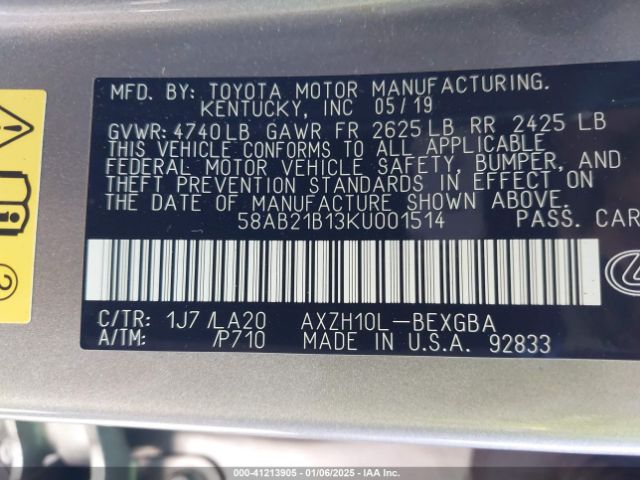 MFD. BY: TOYOTA MOTOR MANUFACTURING.
KENTUCKY, INC 05/19
GVWR: 4740 LB GAWR FR 2625 LB RR 2425 LB
THIS VEHICLE CONFORMS TO ALL APPLICABLE
FEDERAL MOTOR VEHICLE SAFETY, BUMPER, AND
THEFT PREVENTION STANDARDS IN EFFECT ON
THE DATE OF MANUFACTURE SHOWN ABOVE.
58AB21B13KU001514 PASS. CAR
2
C/TR: 1J7 /LA20 AXZH10L-BEXGBA
A/TM: /P710 MADE IN U.S.A. 92833
000-41213905 - 01/06/2025 - IAA Inc.